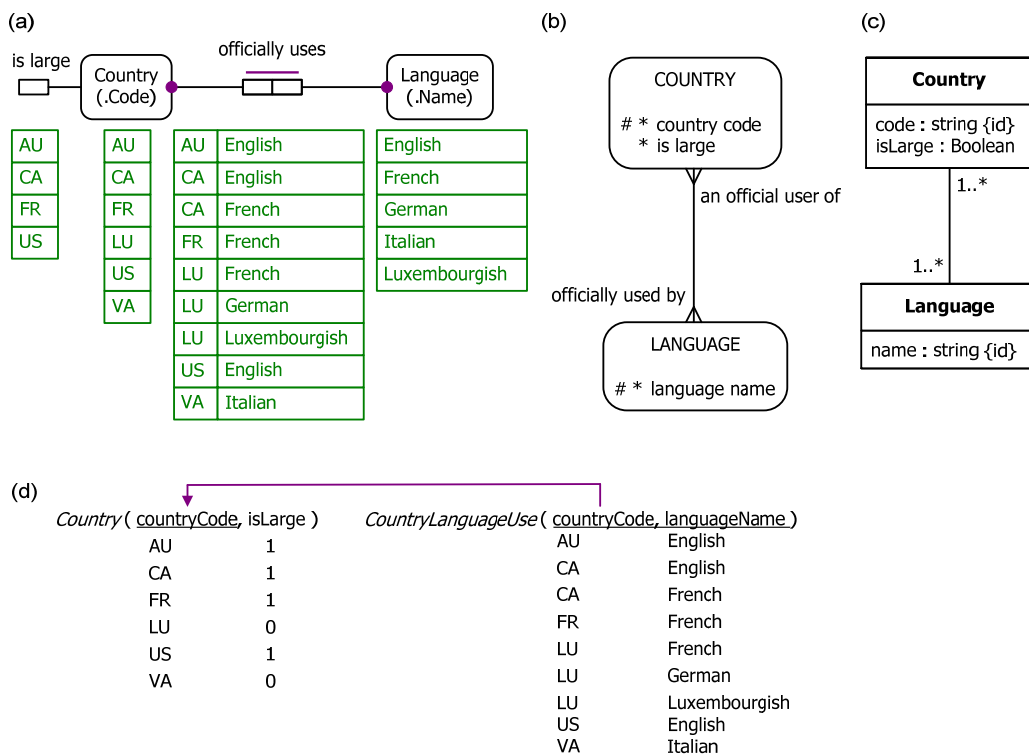 (a)
is large
Country
(.Code)
officially uses
Language
(.Name)
AU
CA
FR
US
AU
CA
FR
LU
US
VA
AU English
CA English
CA French
FR French
LU French
LU German
LU Luxembourgish
US English
VA Italian
English
French
German
Italian
Luxembourgish
(b)
COUNTRY
# * country code
* is large
an official user of
officially used by
LANGUAGE
# * language name
(c)
Country
code : string {id}
isLarge : Boolean
1..*
1..*
Language
name : string {id}
(d)
Country ( countryCode, isLarge )
AU 1
CA 1
FR 1
LU 0
US 1
VA 0
CountryLanguageUse ( countryCode, languageName )
AU English
CA English
CA French
FR French
LU French
LU German
LU Luxembourgish
US English
VA Italian